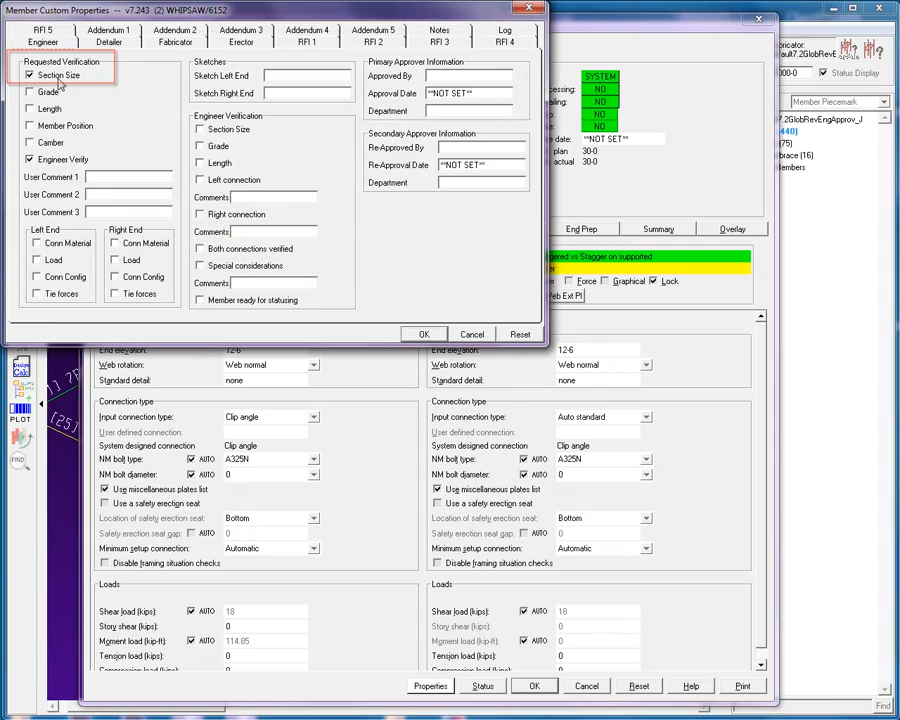 Member Custom Properties – v7.243 (2) WHIPSAW/6152
RFI 5 Addendum 1 Addendum 2 Addendum 3 Addendum 4 Addendum 5 Notes Log
Engineer Detailer Fabricator Erector RFI 1 RFI 2 RFI 3 RFI 4
Requested Verification
Section Size
Grade
Length
Member Position
Camber
Engineer Verify
User Comment 1
User Comment 2
User Comment 3
Left End
Conn Material
Load
Conn Config
Tie forces
Right End
Conn Material
Load
Conn Config
Tie forces
Sketches
Sketch Left End
Sketch Right End
Engineer Verification
Section Size
Grade
Length
Left connection
Comments
Right connection
Comments
Both connections verified
Special considerations
Comments
Member ready for statusing
Primary Approver Information
Approved By
Approval Date **NOT SET**
Department
Secondary Approver Information
Re-Approved By
Re-Approval Date **NOT SET**
Department
OK Cancel Reset
SYSTEM
NO
NO
NO
NO
date: **NOT SET**
plan 30-0
actual 30-0
Status Display
Member Piecemark
7.2GlobRevEngApprov_J
(75)
brace (16)
End Prep Summary Overlay
vs Stagger on supported
Force Graphical Lock
Web Ext Pl
End elevation: 12-6 12-6
Web rotation: Web normal Web normal
Standard detail: none none
Connection type: Connection type:
Input connection type: Clip angle Input connection type: Auto standard
User defined connection: User defined connection:
System designed connection Clip angle System designed connection Clip angle
NM bolt type: AUTO A325N NM bolt type: AUTO A325N
NM bolt diameter: AUTO 0 NM bolt diameter: AUTO 0
Use miscellaneous plates list Use miscellaneous plates list
Use a safety erection seat Use a safety erection seat
Location of safety erection seat: Bottom Location of safety erection seat: Bottom
Safety erection seat gap: AUTO 0 Safety erection seat gap: AUTO 0
Minimum setup connection: Automatic Minimum setup connection: Automatic
Disable framing situation checks Disable framing situation checks
Loads Loads
Shear load (kips): AUTO 18 Shear load (kips): AUTO 18
Story shear (kips): 0 Story shear (kips): 0
Moment load (kip-ft): AUTO 114.85 Moment load (kip-ft): AUTO 0
Tension load (kips): 0 Tension load (kips): 0
Properties Status OK Cancel Reset Help Print
PLOT
FIND
[25]
Find